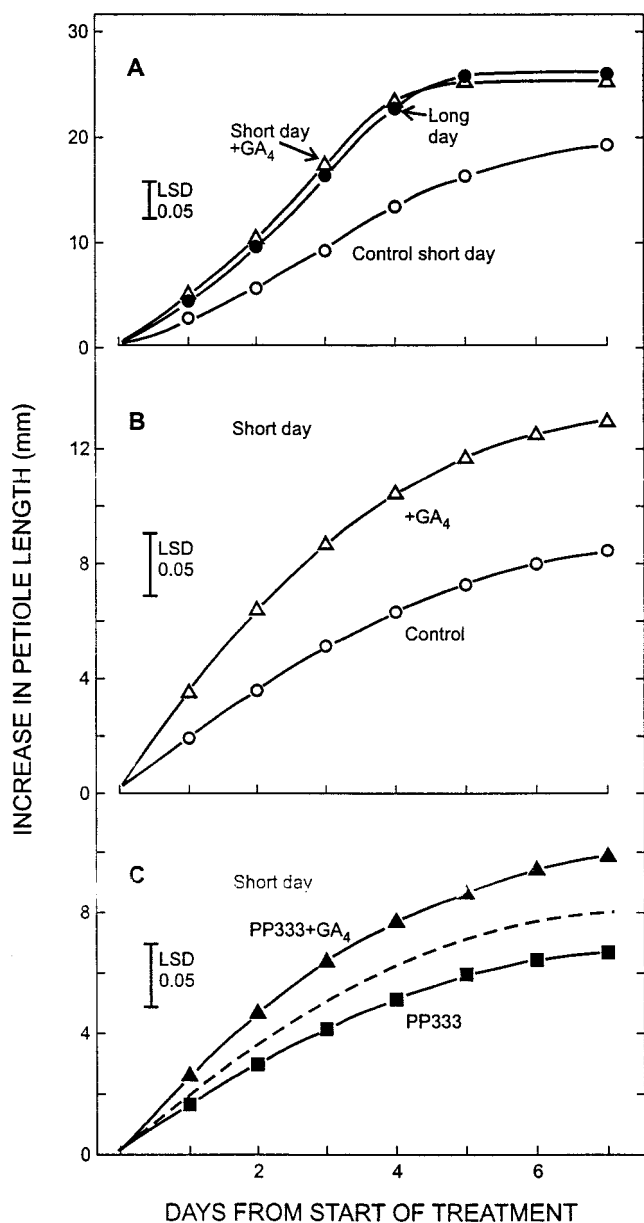 INCREASE IN PETIOLE LENGTH (mm)
A
30
20
10
0
Short day
+GA4
Long
day
LSD
0.05
Control short day
B
Short day
12
8
4
0
+GA4
LSD
0.05
Control
C
Short day
8
4
0
PP333+GA4
LSD
0.05
PP333
2 4 6
DAYS FROM START OF TREATMENT